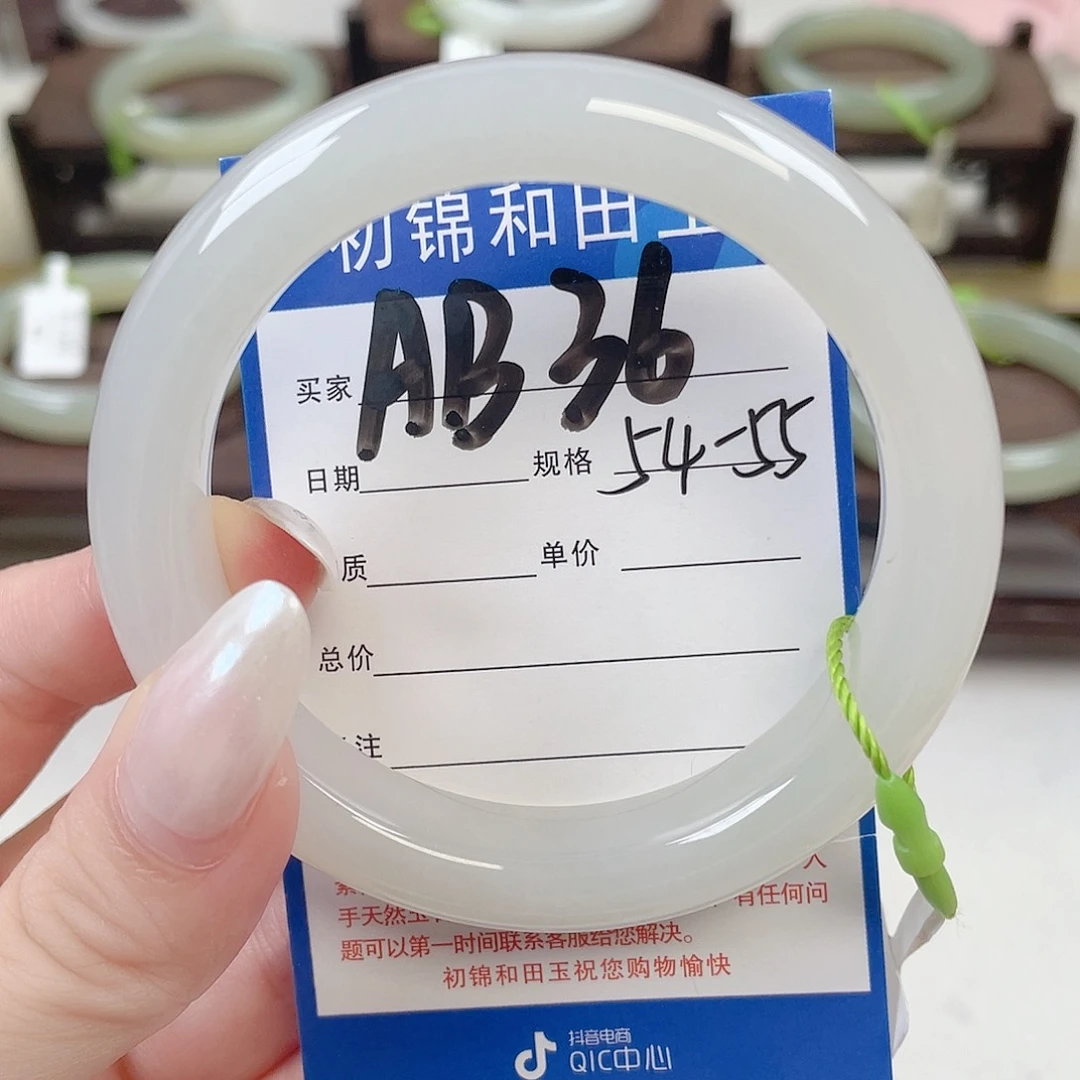 初锦和田玉
买家 AB36
日期 规格 54-55
质 单价
总价
注
人
手天然玉 有任何问
题可以第一时间联系客服给您解决。
初锦和田玉祝您购物愉快
抖音电商
QIC中心